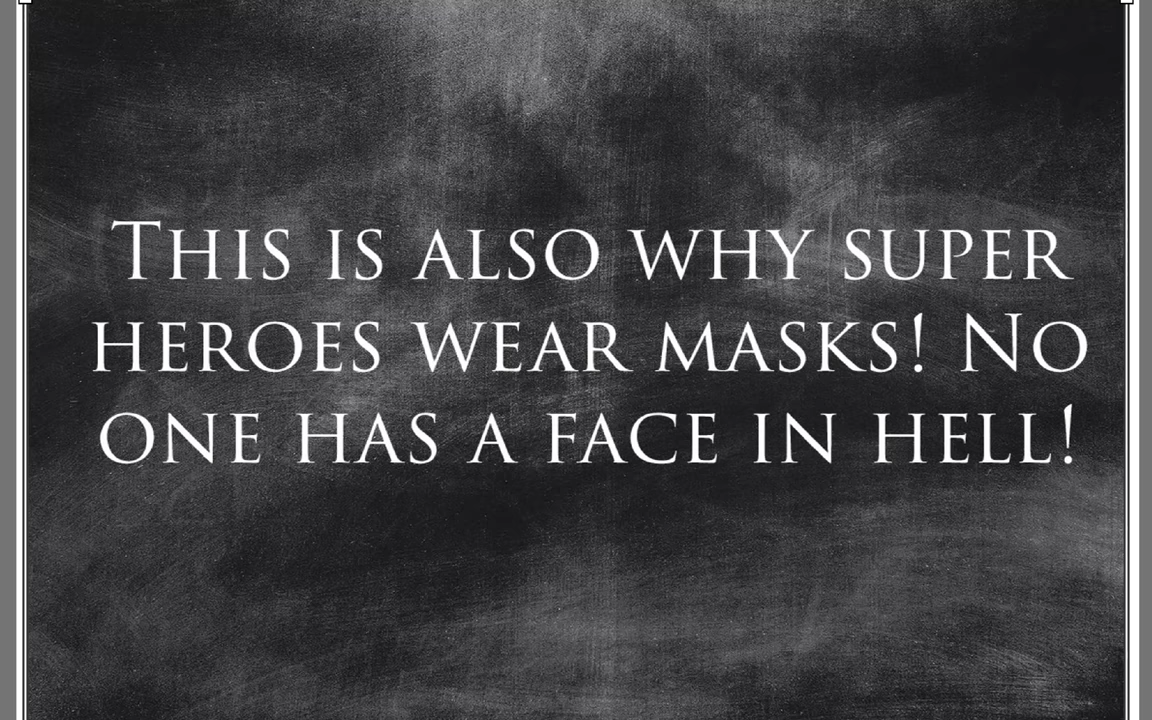 This is also why super
heroes wear masks! No
one has a face in hell!